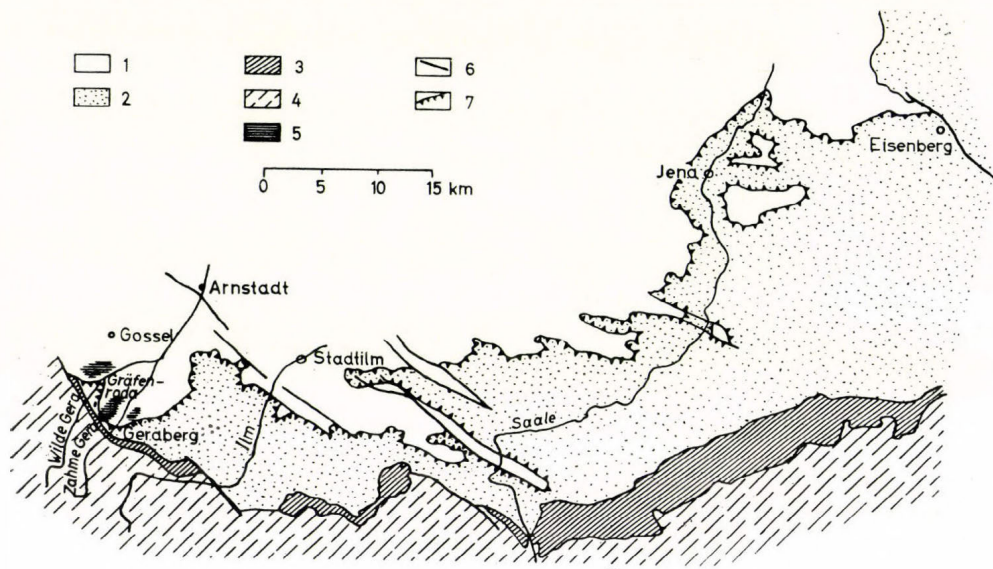 1
2
3
4
5
6
7
0 5 10 15 km
Eisenberg
Jena
Arnstadt
Gossel
Stadtilm
Gräfen-
roda
Wilde Gera
Zahme Gera
Geraberg
Ilm
Saale